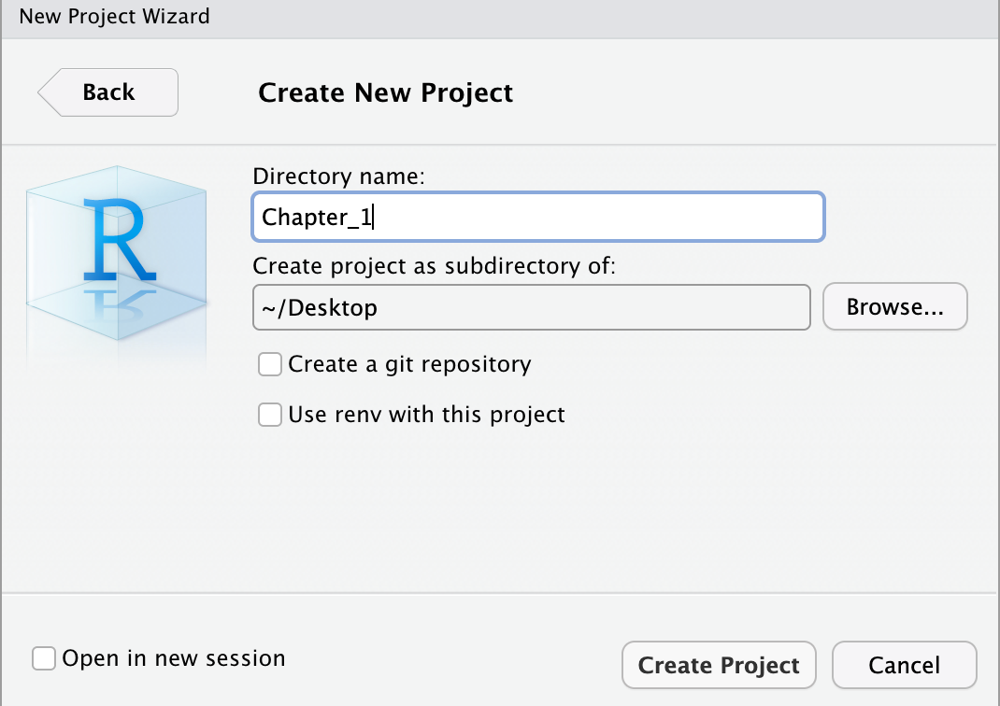 New Project Wizard
Back
Create New Project
R
Directory name:
Chapter_1
Create project as subdirectory of:
~/Desktop
Browse...
Create a git repository
Use renv with this project
Open in new session
Create Project
Cancel